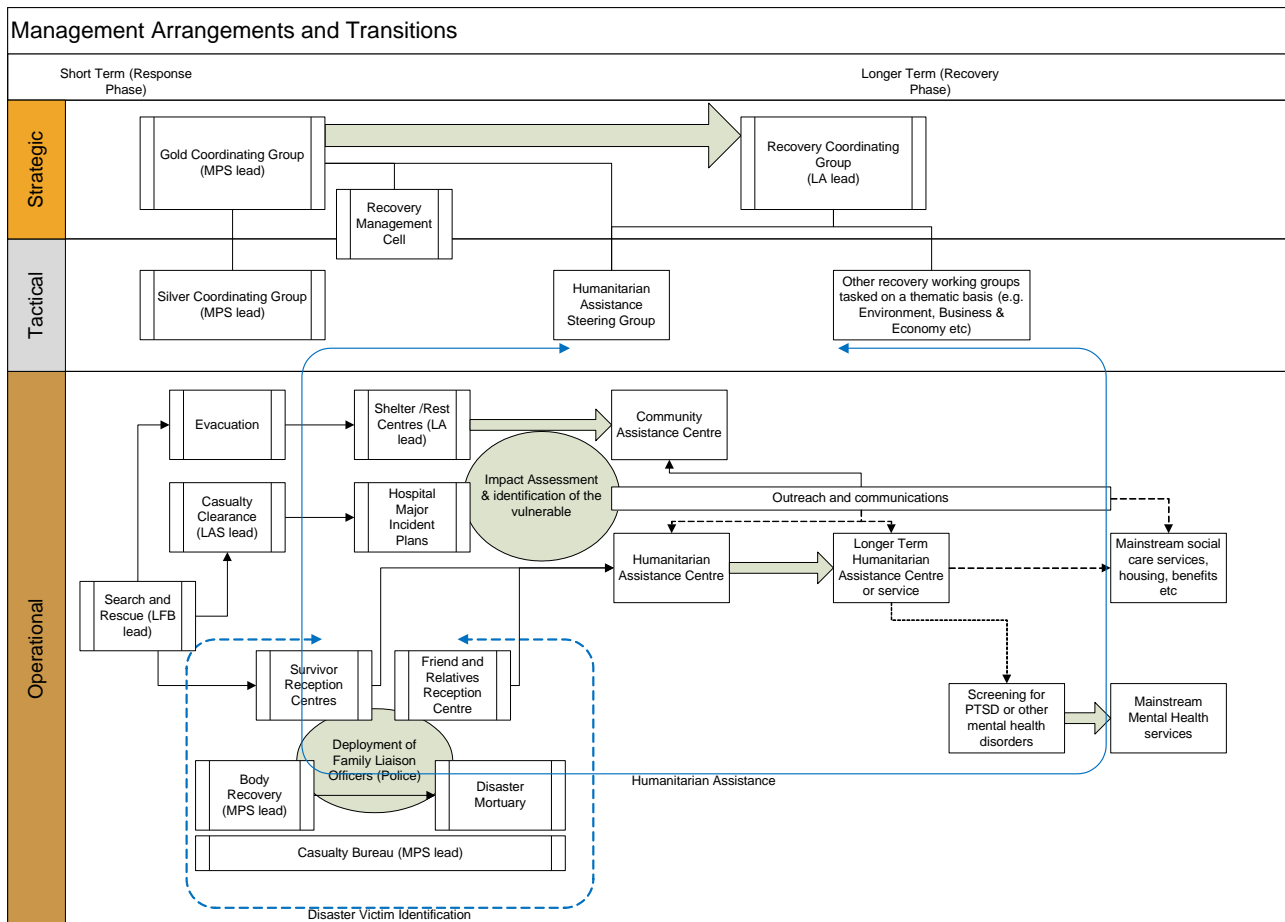 Management Arrangements and Transitions
Short Term (Response
Phase)
Longer Term (Recovery
Phase)
Strategic
Gold Coordinating Group
(MPS lead)
Recovery
Management
Cell
Recovery Coordinating
Group
(LA lead)
Tactical
Silver Coordinating Group
(MPS lead)
Humanitarian
Assistance
Steering Group
Other recovery working groups
tasked on a thematic basis (e.g.
Environment, Business &
Economy etc)
Operational
Evacuation
Shelter /Rest
Centres (LA
lead)
Community
Assistance Centre
Casualty
Clearance
(LAS lead)
Hospital
Major
Incident
Plans
Impact Assessment
& identification of the
vulnerable
Outreach and communications
Search and
Rescue (LFB
lead)
Humanitarian
Assistance Centre
Longer Term
Humanitarian
Assistance Centre
or service
Mainstream social
care services,
housing, benefits
etc
Survivor
Reception
Centres
Friend and
Relatives
Reception
Centre
Screening for
PTSD or other
mental health
disorders
Mainstream
Mental Health
services
Deployment of
Family Liaison
Officers (Police)
Body
Recovery
(MPS lead)
Disaster
Mortuary
Humanitarian Assistance
Casualty Bureau (MPS lead)
Disaster Victim Identification